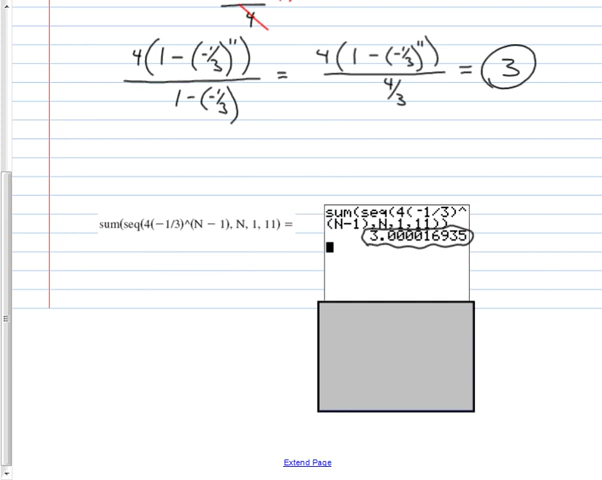 4
4(1 - (-1/3)^11) / 1 - (-1/3) = 4(1 - (-1/3)^11) / 4/3 = 3
sum(seq(4(−1/3)^(N − 1), N, 1, 11) =
sum(seq(4(-1/3)^
(N-1),N,1,11))
3.000016935
Extend Page